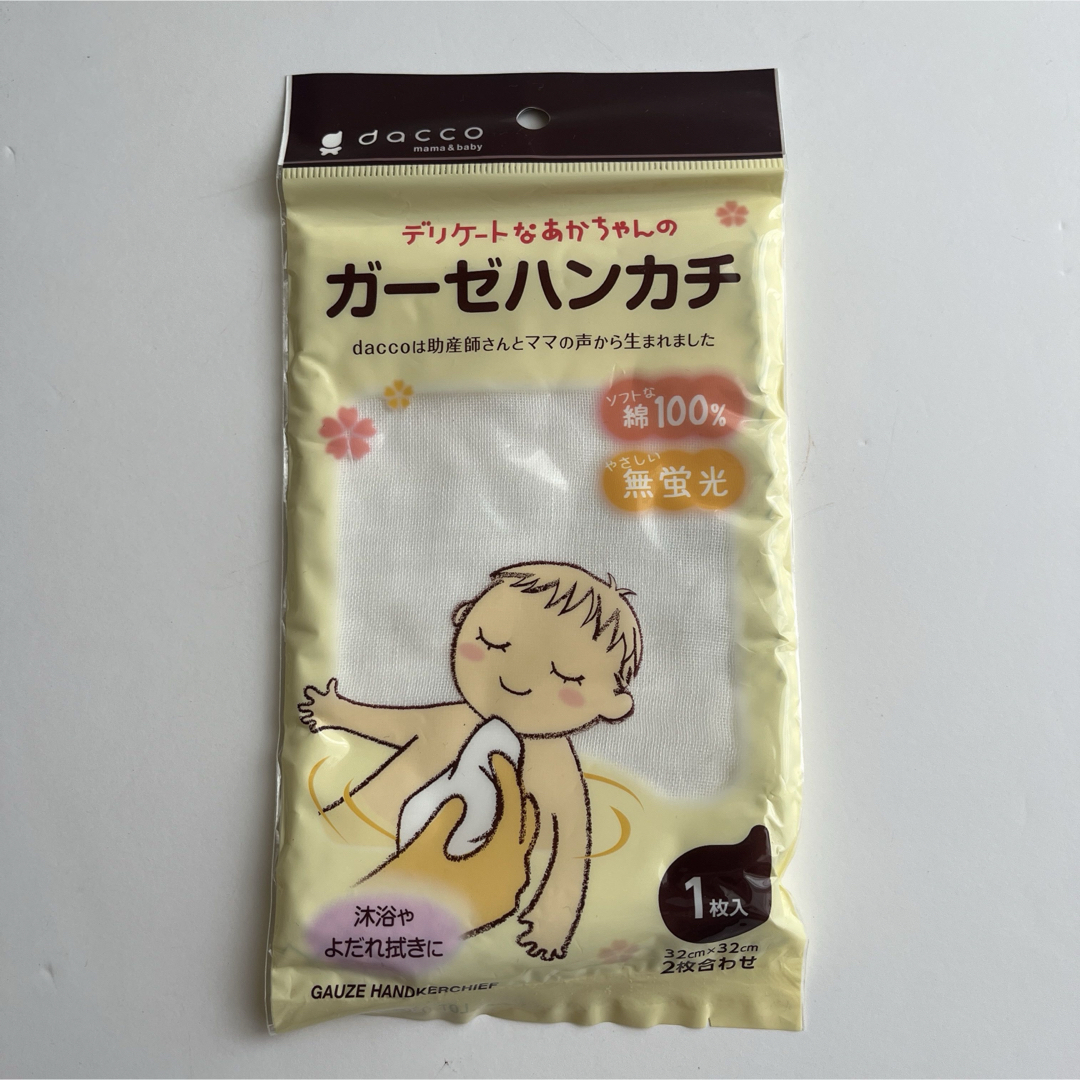 dacco
mama & baby
デリケートなあかちゃんの
ガーゼハンカチ
daccoは助産師さんとママの声から生まれました
ソフトな
綿100%
やさしい
無蛍光
沐浴や
よだれ拭きに
1枚入
32cm×32cm
2枚合わせ
GAUZE HANDKERCHIEF